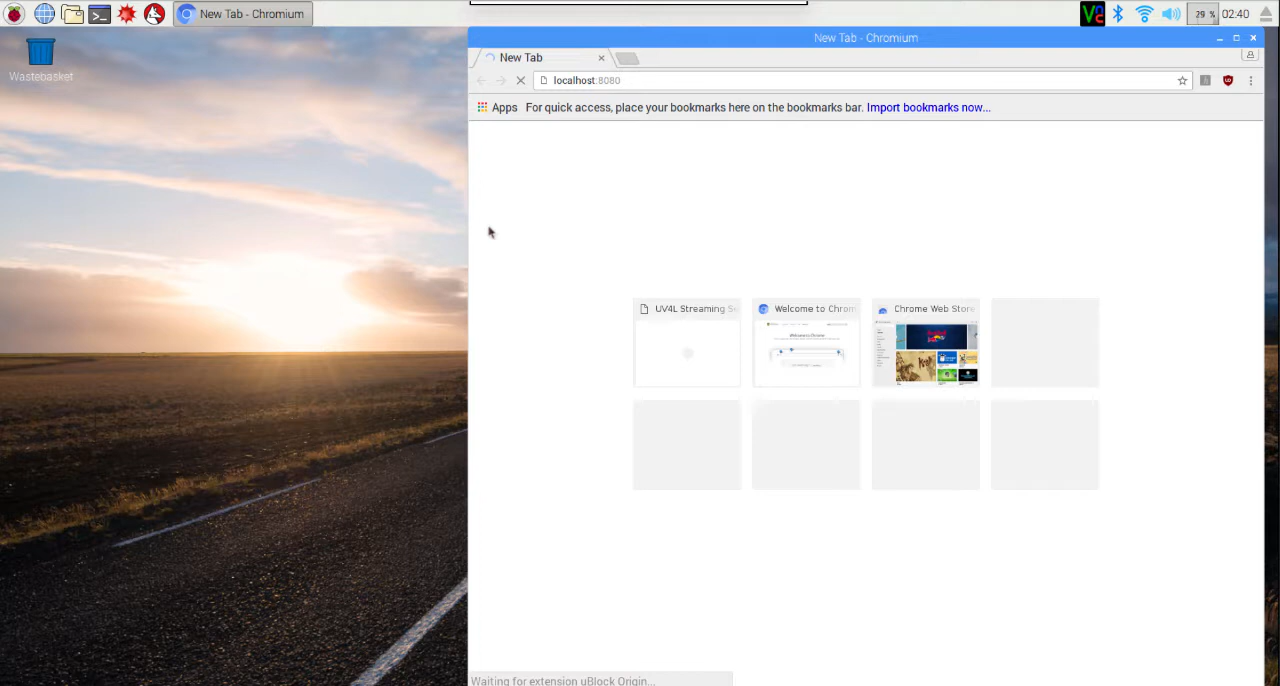 New Tab - Chromium
29 %
02:40
Wastebasket
New Tab - Chromium
New Tab
localhost:8080
Apps For quick access, place your bookmarks here on the bookmarks bar. Import bookmarks now...
UV4L Streaming Se
Welcome to Chrom
Chrome Web Store
Waiting for extension uBlock Origin...